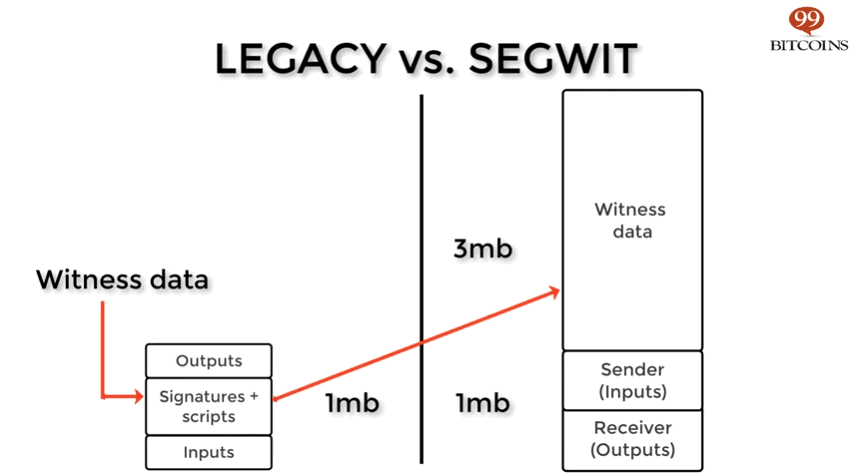 99
BITCOINS
LEGACY vs. SEGWIT
Witness data
Outputs
Signatures +
scripts
Inputs
1mb
3mb
1mb
Witness
data
Sender
(Inputs)
Receiver
(Outputs)